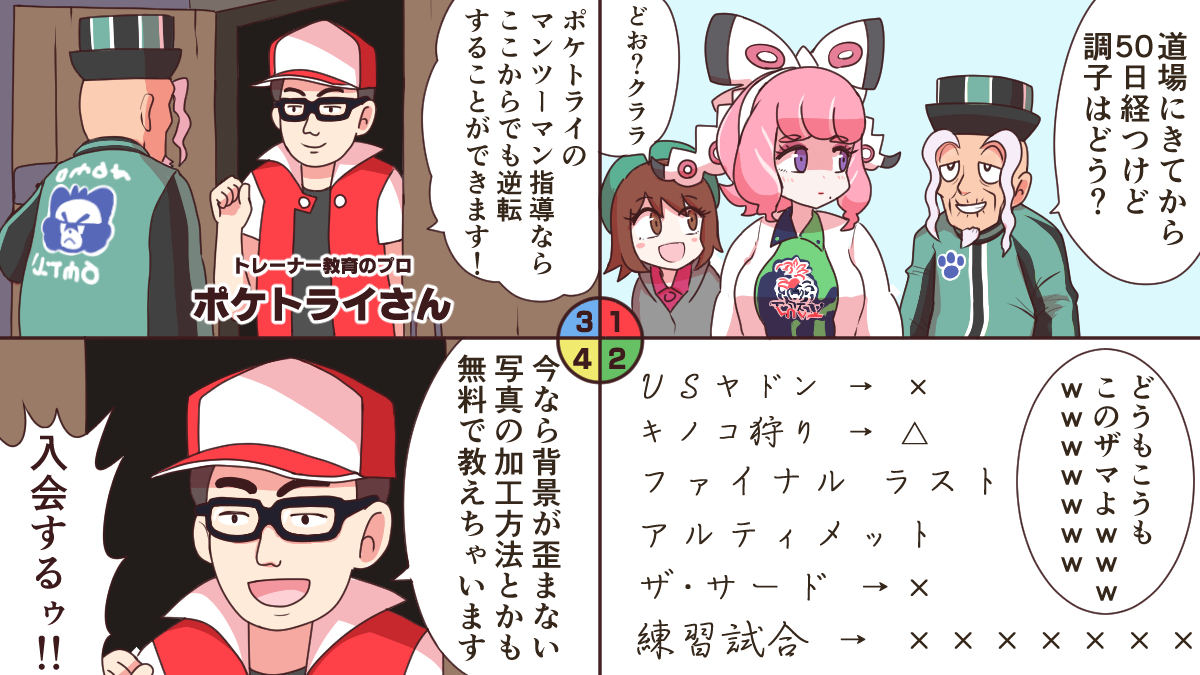 道場にきてから
50日経つけど
調子はどう?
どお?クララ
どうもこうも
このザマよwww
wwwwwww
USヤドン → ×
キノコ狩り → △
ファイナル ラスト
アルティメット
ザ・サード → ×
練習試合 → × × × × × × ×
ポケトライの
マンツーマン指導なら
ここからでも逆転
することができます!
トレーナー教育のプロ
ポケトライさん
今なら背景が歪まない
写真の加工方法とかも
無料で教えちゃいます
入会するゥ!!
3 1
4 2